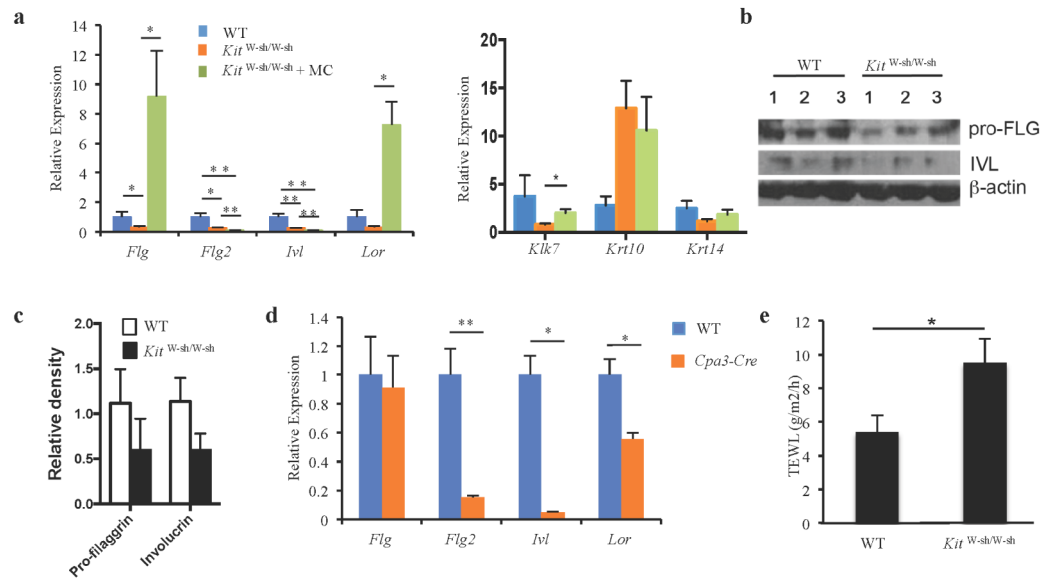 a
Relative Expression
14
12
10
8
6
4
2
0
WT
Kit W-sh/W-sh
Kit W-sh/W-sh + MC
*
*
* *
*
**
* *
**
**
*
Flg
Flg2
Ivl
Lor
Relative Expression
20
15
10
5
0
*
Klk7
Krt10
Krt14
b
WT
Kit W-sh/W-sh
1 2 3 1 2 3
pro-FLG
IVL
β-actin
c
Relative density
2.0
1.5
1.0
0.5
0.0
WT
Kit W-sh/W-sh
Pro-filaggrin
Involucrin
d
Relative Expression
1.4
1.2
1
0.8
0.6
0.4
0.2
0
**
*
*
WT
Cpa3-Cre
Flg
Flg2
Ivl
Lor
e
TEWL (g/m2/h)
12
10
8
6
4
2
0
*
WT
Kit W-sh/W-sh